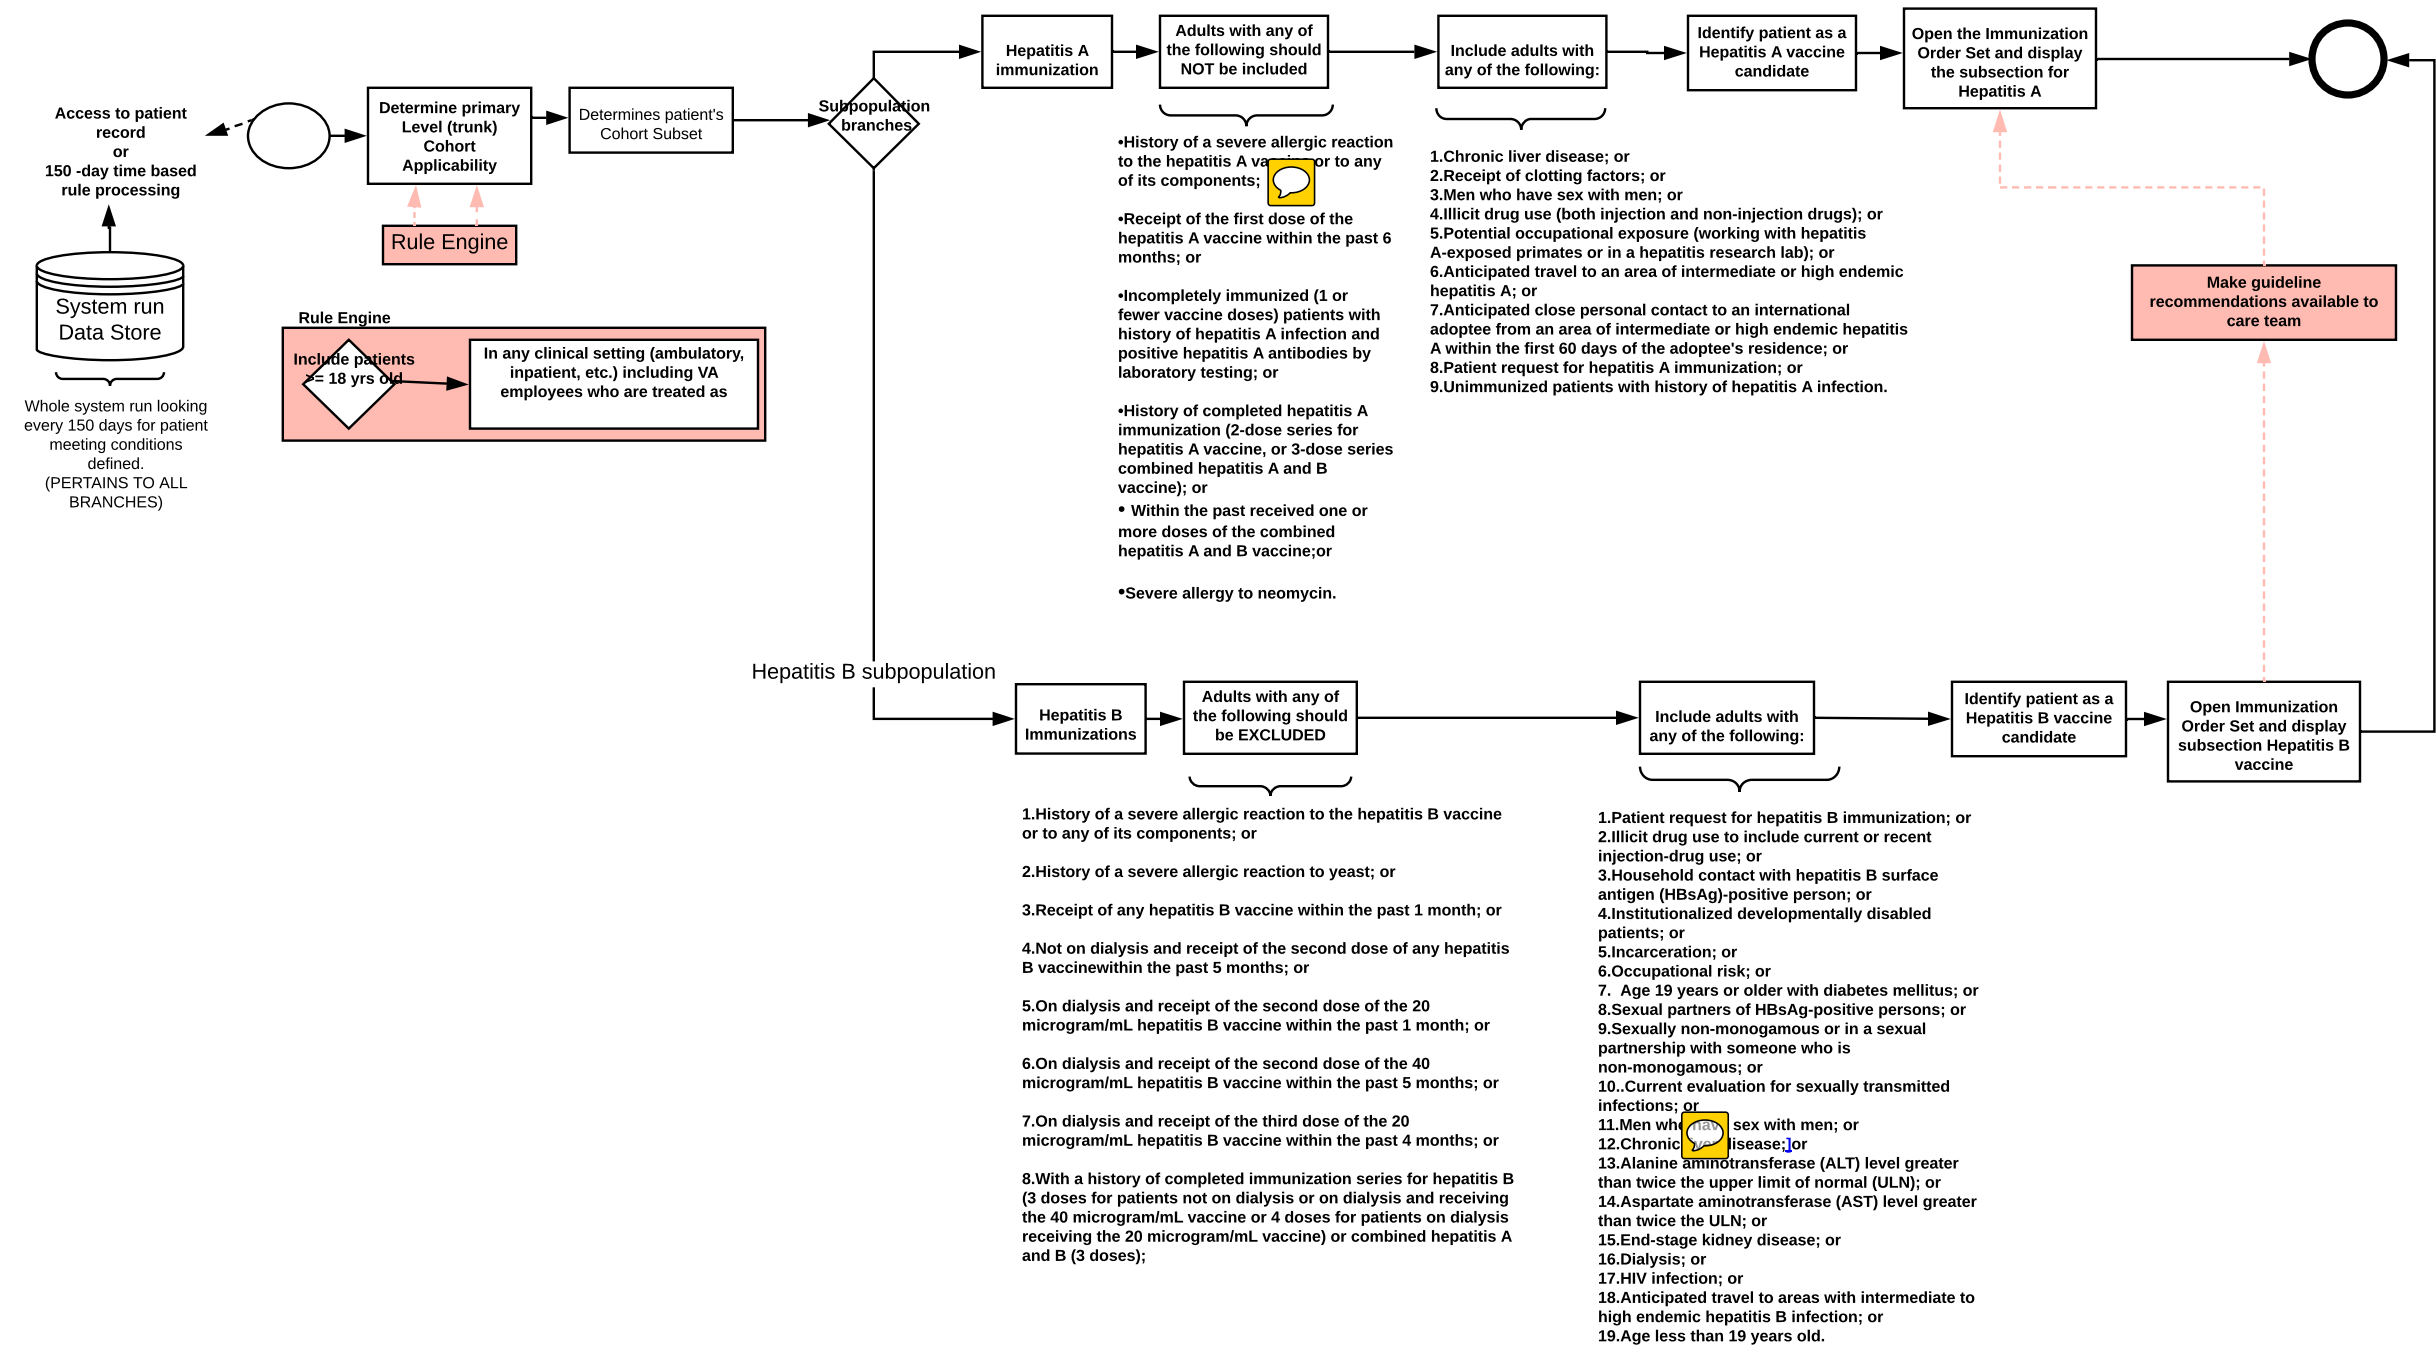 Access to patient
record
or
150 -day time based
rule processing
System run
Data Store
Whole system run looking
every 150 days for patient
meeting conditions
defined.
(PERTAINS TO ALL
BRANCHES)
Determine primary
Level (trunk)
Cohort
Applicability
Rule Engine
Rule Engine
Include patients
>= 18 yrs old
In any clinical setting (ambulatory,
inpatient, etc.) including VA
employees who are treated as
Determines patient's
Cohort Subset
Subpopulation
branches
Hepatitis A
immunization
Adults with any of
the following should
NOT be included
•History of a severe allergic reaction
to the hepatitis A vaccine or to any
of its components;
•Receipt of the first dose of the
hepatitis A vaccine within the past 6
months; or
•Incompletely immunized (1 or
fewer vaccine doses) patients with
history of hepatitis A infection and
positive hepatitis A antibodies by
laboratory testing; or
•History of completed hepatitis A
immunization (2-dose series for
hepatitis A vaccine, or 3-dose series
combined hepatitis A and B
vaccine); or
• Within the past received one or
more doses of the combined
hepatitis A and B vaccine;or
•Severe allergy to neomycin.
Include adults with
any of the following:
1.Chronic liver disease; or
2.Receipt of clotting factors; or
3.Men who have sex with men; or
4.Illicit drug use (both injection and non-injection drugs); or
5.Potential occupational exposure (working with hepatitis
A-exposed primates or in a hepatitis research lab); or
6.Anticipated travel to an area of intermediate or high endemic
hepatitis A; or
7.Anticipated close personal contact to an international
adoptee from an area of intermediate or high endemic hepatitis
A within the first 60 days of the adoptee's residence; or
8.Patient request for hepatitis A immunization; or
9.Unimmunized patients with history of hepatitis A infection.
Identify patient as a
Hepatitis A vaccine
candidate
Open the Immunization
Order Set and display
the subsection for
Hepatitis A
Make guideline
recommendations available to
care team
Hepatitis B subpopulation
Hepatitis B
Immunizations
Adults with any of
the following should
be EXCLUDED
1.History of a severe allergic reaction to the hepatitis B vaccine
or to any of its components; or
2.History of a severe allergic reaction to yeast; or
3.Receipt of any hepatitis B vaccine within the past 1 month; or
4.Not on dialysis and receipt of the second dose of any hepatitis
B vaccinewithin the past 5 months; or
5.On dialysis and receipt of the second dose of the 20
microgram/mL hepatitis B vaccine within the past 1 month; or
6.On dialysis and receipt of the second dose of the 40
microgram/mL hepatitis B vaccine within the past 5 months; or
7.On dialysis and receipt of the third dose of the 20
microgram/mL hepatitis B vaccine within the past 4 months; or
8.With a history of completed immunization series for hepatitis B
(3 doses for patients not on dialysis or on dialysis and receiving
the 40 microgram/mL vaccine or 4 doses for patients on dialysis
receiving the 20 microgram/mL vaccine) or combined hepatitis A
and B (3 doses);
Include adults with
any of the following:
1.Patient request for hepatitis B immunization; or
2.Illicit drug use to include current or recent
injection-drug use; or
3.Household contact with hepatitis B surface
antigen (HBsAg)-positive person; or
4.Institutionalized developmentally disabled
patients; or
5.Incarceration; or
6.Occupational risk; or
7.  Age 19 years or older with diabetes mellitus; or
8.Sexual partners of HBsAg-positive persons; or
9.Sexually non-monogamous or in a sexual
partnership with someone who is
non-monogamous; or
10..Current evaluation for sexually transmitted
infections; or
11.Men who have sex with men; or
12.Chronic liver disease;]or
13.Alanine aminotransferase (ALT) level greater
than twice the upper limit of normal (ULN); or
14.Aspartate aminotransferase (AST) level greater
than twice the ULN; or
15.End-stage kidney disease; or
16.Dialysis; or
17.HIV infection; or
18.Anticipated travel to areas with intermediate to
high endemic hepatitis B infection; or
19.Age less than 19 years old.
Identify patient as a
Hepatitis B vaccine
candidate
Open Immunization
Order Set and display
subsection Hepatitis B
vaccine